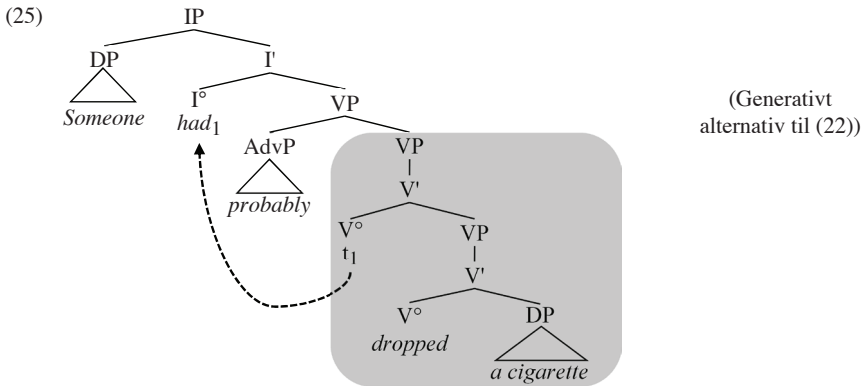 (25)
IP
DP I'
I° VP
Someone
had1
AdvP VP
V'
probably
V° VP
t1
V'
V° DP
dropped
a cigarette
(Generativt
alternativ til (22))